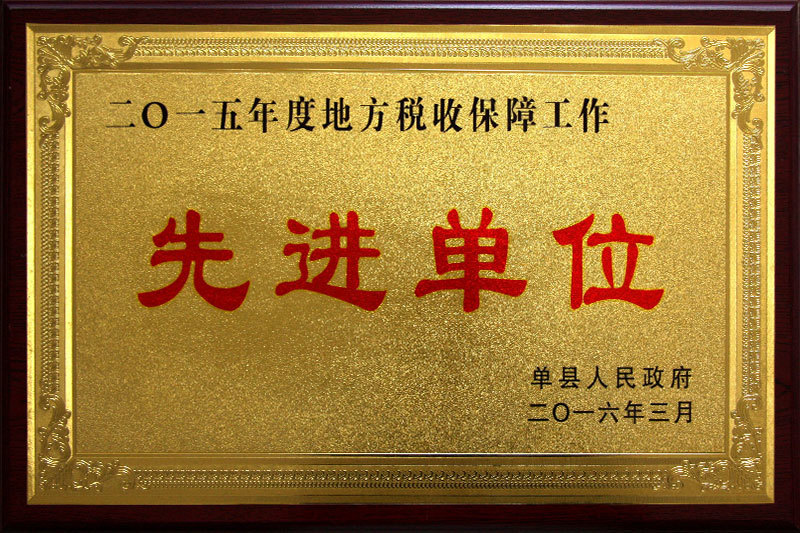 二〇一五年度地方税收保障工作
先进单位
单县人民政府
二〇一六年三月